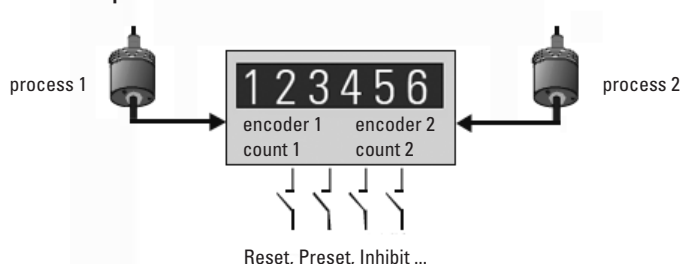 process 1
process 2
123456
encoder 1 encoder 2
count 1 count 2
Reset, Preset, Inhibit ...